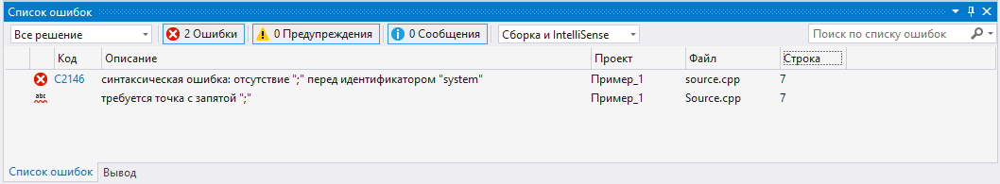 Список ошибок
Все решение 2 Ошибки 0 Предупреждения 0 Сообщения Сборка и IntelliSense Поиск по списку ошибок
Код Описание Проект Файл Строка
C2146 синтаксическая ошибка: отсутствие ";" перед идентификатором "system" Пример_1 source.cpp 7
abc требуется точка с запятой ";" Пример_1 Source.cpp 7
Список ошибок Вывод